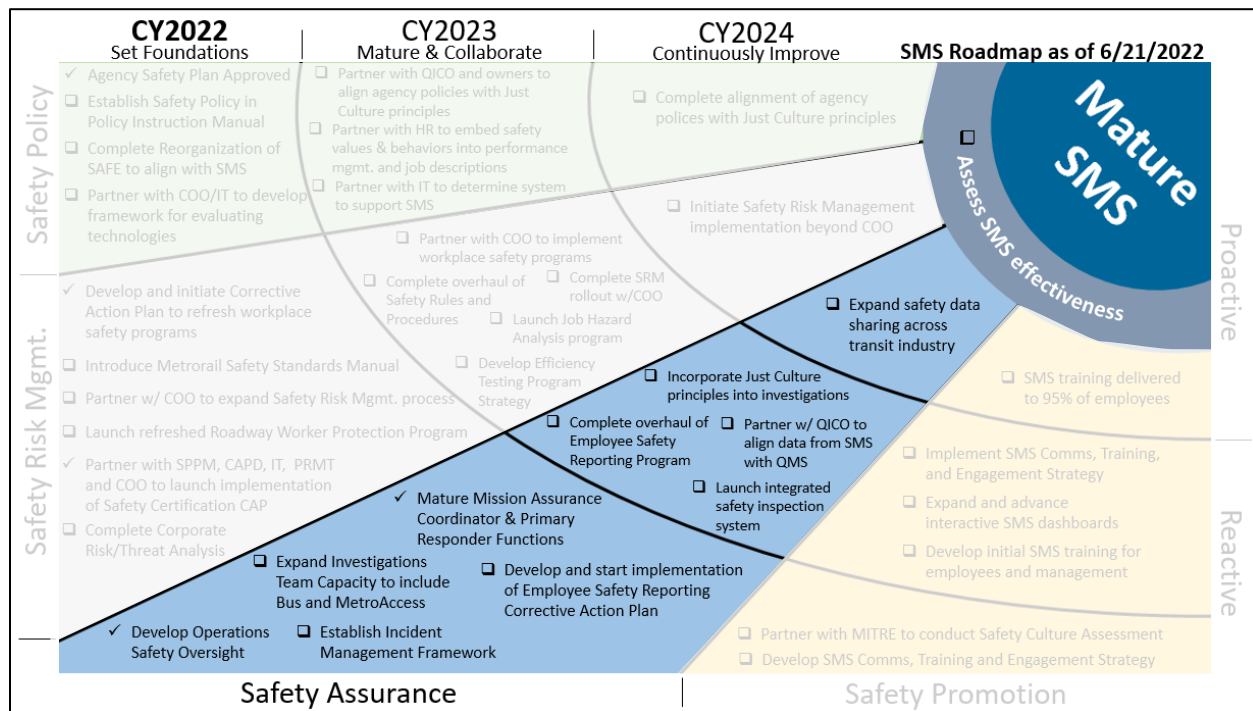 CY2022
Set Foundations
CY2023
Mature & Collaborate
CY2024
Continuously Improve
SMS Roadmap as of 6/21/2022
Safety Policy
✓ Agency Safety Plan Approved
❑ Establish Safety Policy in
Policy Instruction Manual
❑ Complete Reorganization of
SAFE to align with SMS
❑ Partner with COO/IT to develop
framework for evaluating
technologies
❑ Partner with QICO and owners to
align agency policies with Just
Culture principles
❑ Partner with HR to embed safety
values & behaviors into performance
mgmt. and job descriptions
❑ Partner with IT to determine system
to support SMS
❑ Complete alignment of agency
polices with Just Culture principles
Safety Risk Mgmt.
✓ Develop and initiate Corrective
Action Plan to refresh workplace
safety programs
❑ Introduce Metrorail Safety Standards Manual
❑ Partner w/ COO to expand Safety Risk Mgmt. process
❑ Launch refreshed Roadway Worker Protection Program
✓ Partner with SPPM, CAPD, IT, PRMT
and COO to launch implementation
of Safety Certification CAP
❑ Complete Corporate
Risk/Threat Analysis
❑ Partner with COO to implement
workplace safety programs
❑ Complete overhaul of
Safety Rules and
Procedures
❑ Complete SRM
rollout w/COO
❑ Launch Job Hazard
Analysis program
❑ Develop Efficiency
Testing Program
Strategy
❑ Initiate Safety Risk Management
implementation beyond COO
❑ Expand safety data
sharing across
transit industry
❑ Incorporate Just Culture
principles into investigations
❑ Complete overhaul of
Employee Safety
Reporting Program
❑ Partner w/ QICO to
align data from SMS
with QMS
❑ Launch integrated
safety inspection
system
✓ Mature Mission Assurance
Coordinator & Primary
Responder Functions
❑ Expand Investigations
Team Capacity to include
Bus and MetroAccess
❑ Develop and start implementation
of Employee Safety Reporting
Corrective Action Plan
✓ Develop Operations
Safety Oversight
❑ Establish Incident
Management Framework
Safety Assurance
❑ Assess SMS effectiveness
Mature
SMS
Proactive
Reactive
❑ SMS training delivered
to 95% of employees
❑ Implement SMS Comms, Training,
and Engagement Strategy
❑ Expand and advance
interactive SMS dashboards
❑ Develop initial SMS training for
employees and management
❑ Partner with MITRE to conduct Safety Culture Assessment
❑ Develop SMS Comms, Training and Engagement Strategy
Safety Promotion